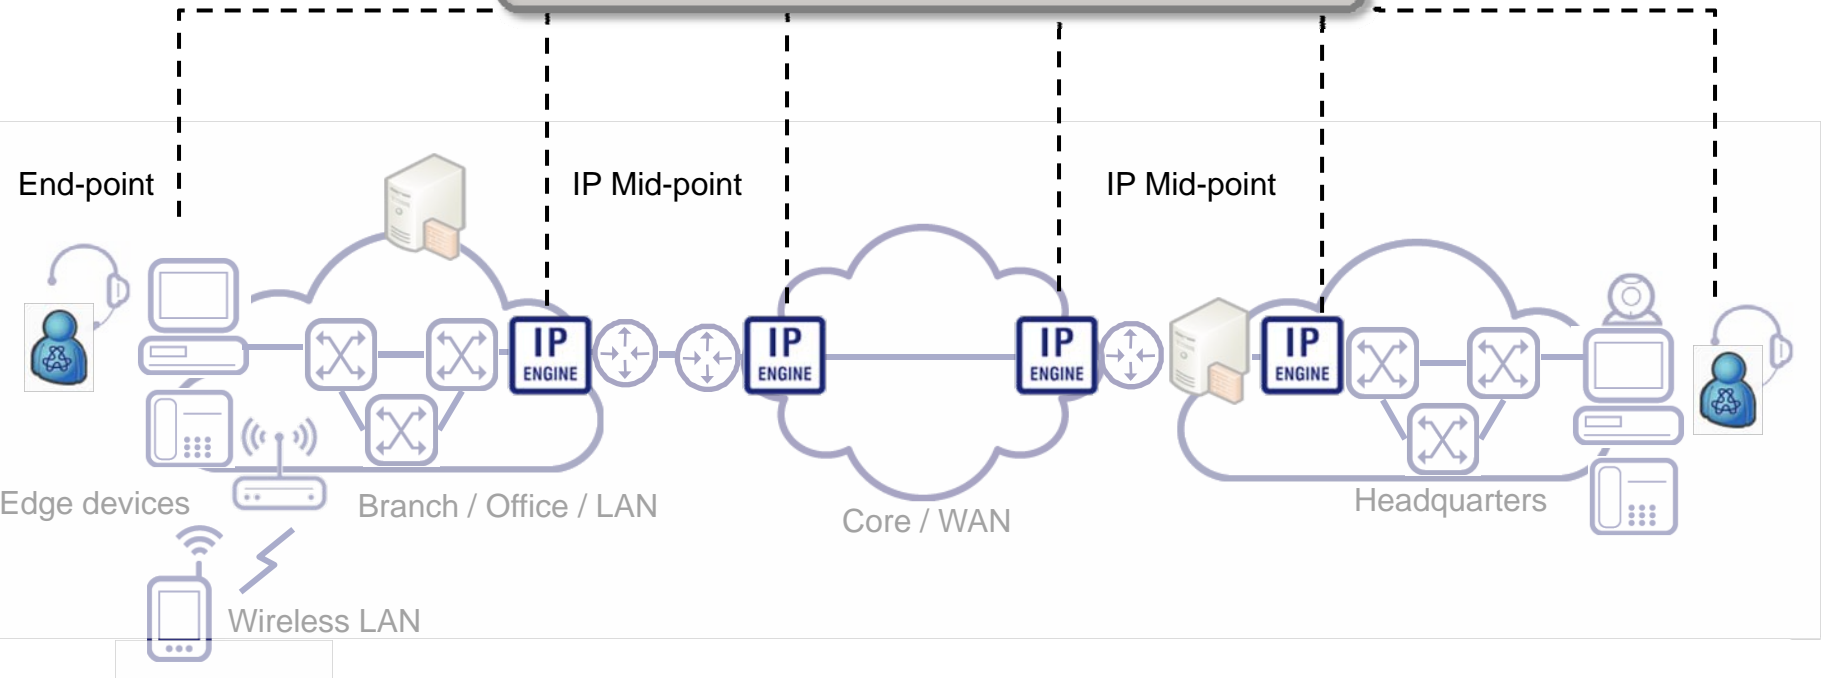 End-point
IP Mid-point
IP Mid-point
IP
ENGINE
IP
ENGINE
IP
ENGINE
IP
ENGINE
Edge devices
Branch / Office / LAN
Core / WAN
Headquarters
Wireless LAN